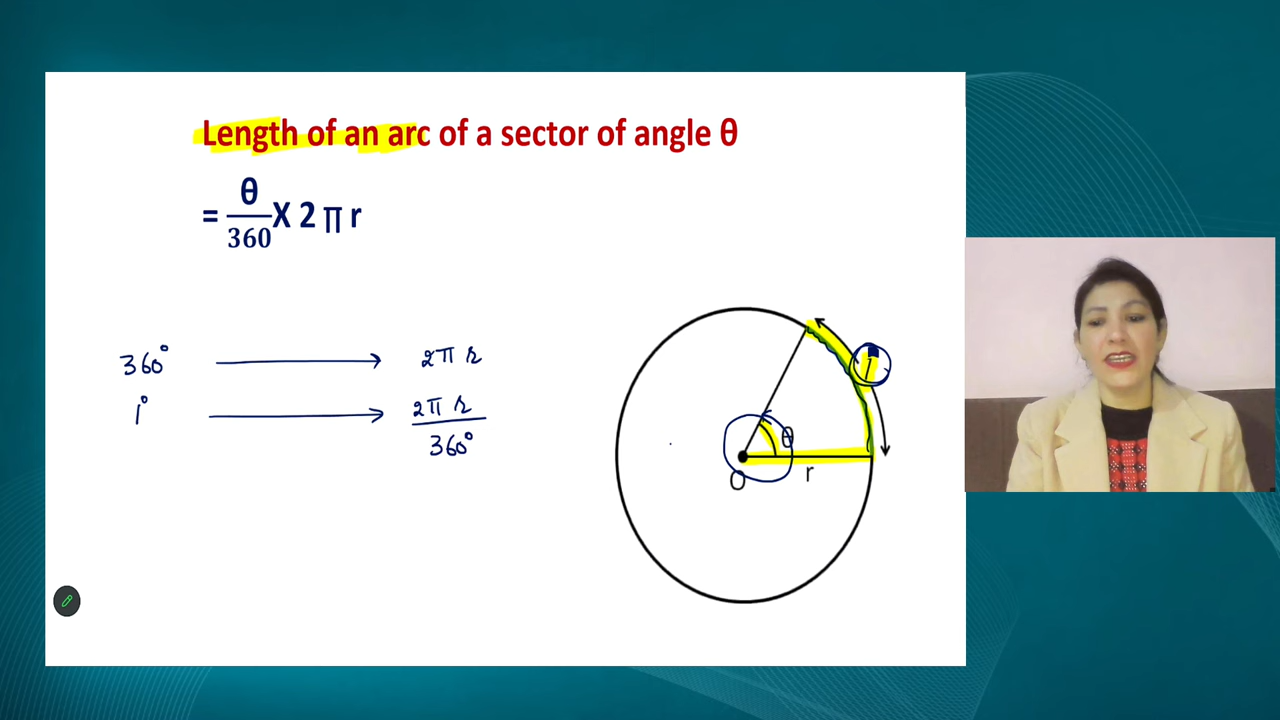 Length of an arc of a sector of angle θ
= θ/360 X 2 π r
360° → 2π r
1° → 2π r / 360°
l
θ
O
r